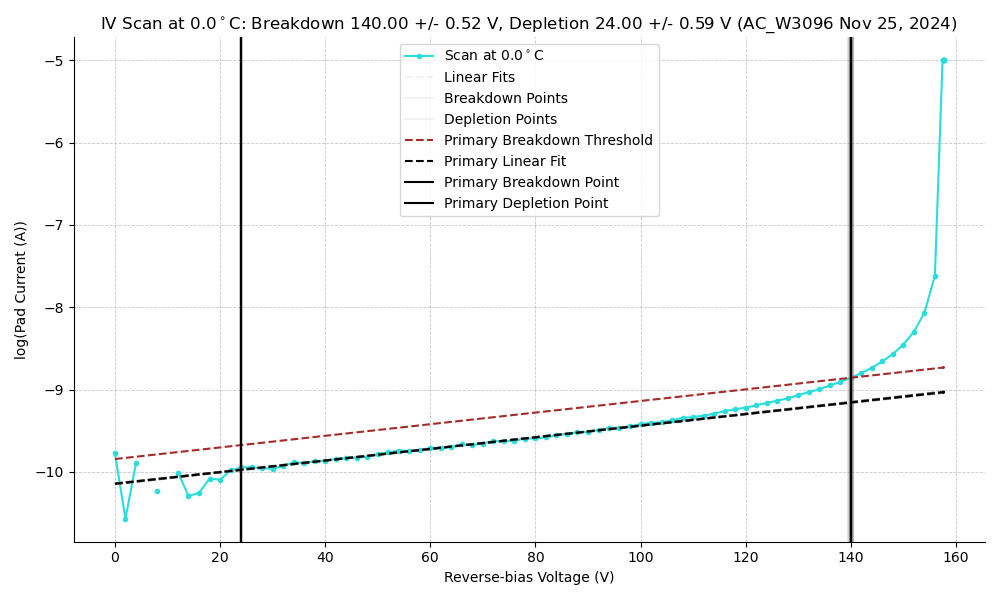 IV Scan at 0.0°C: Breakdown 140.00 +/- 0.52 V, Depletion 24.00 +/- 0.59 V (AC_W3096 Nov 25, 2024)
Scan at 0.0°C
Linear Fits
Breakdown Points
Depletion Points
Primary Breakdown Threshold
Primary Linear Fit
Primary Breakdown Point
Primary Depletion Point
log(Pad Current (A))
−5
−6
−7
−8
−9
−10
0 20 40 60 80 100 120 140 160
Reverse-bias Voltage (V)